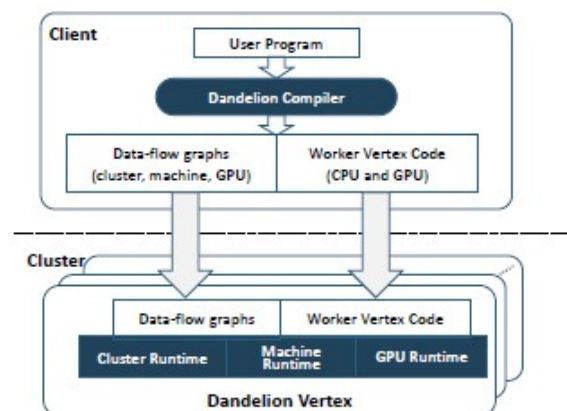 Client
User Program
Dandelion Compiler
Data-flow graphs
(cluster, machine, GPU)
Worker Vertex Code
(CPU and GPU)
Cluster
Data-flow graphs
Worker Vertex Code
Cluster Runtime
Machine
Runtime
GPU Runtime
Dandelion Vertex